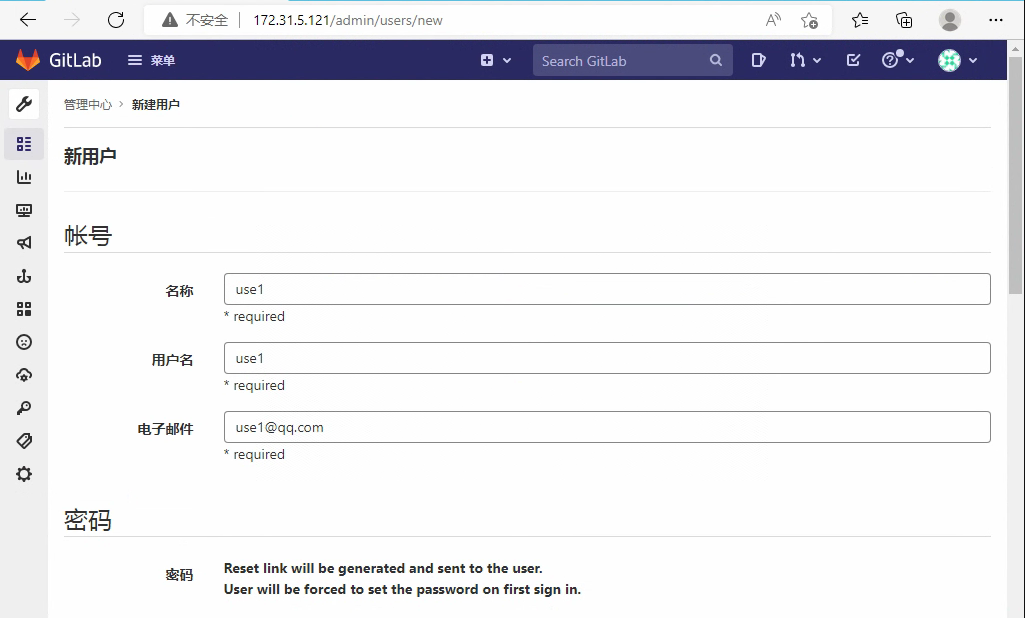 不安全 172.31.5.121/admin/users/new
GitLab 菜单 Search GitLab
管理中心 › 新建用户
新用户
帐号
名称 use1
* required
用户名 use1
* required
电子邮件 use1@qq.com
* required
密码
密码 Reset link will be generated and sent to the user.
User will be forced to set the password on first sign in.